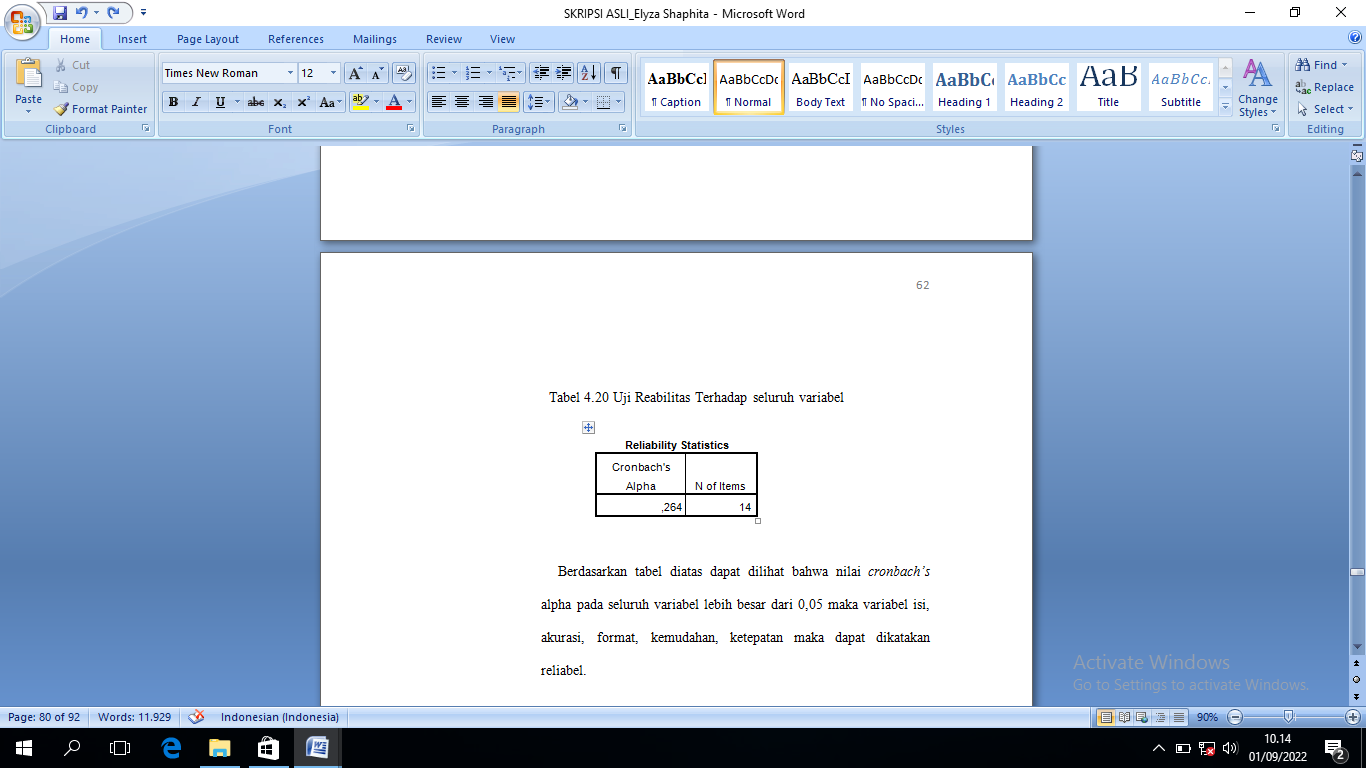 SKRIPSI ASLI_Elyza Shaphita - Microsoft Word
Home Insert Page Layout References Mailings Review View
Paste
Cut
Copy
Format Painter
Clipboard
Times New Roman 12
B I U abc x₂ x² Aa
Font
Paragraph
AaBbCcI AaBbCcDc AaBbCcI AaBbCcDc AaBbC AaBbCc AaB AaBbCc.
¶ Caption ¶ Normal Body Text ¶ No Spaci... Heading 1 Heading 2 Title Subtitle
Change
Styles
Styles
Find
Replace
Select
Editing
62
Tabel 4.20 Uji Reabilitas Terhadap seluruh variabel
Reliability Statistics
Cronbach's
Alpha N of Items
,264 14
Berdasarkan tabel diatas dapat dilihat bahwa nilai cronbach’s
alpha pada seluruh variabel lebih besar dari 0,05 maka variabel isi,
akurasi, format, kemudahan, ketepatan maka dapat dikatakan
reliabel.
Activate Windows
Go to Settings to activate Windows.
Page: 80 of 92 Words: 11.929 Indonesian (Indonesia) 90%
10.14
01/09/2022
2